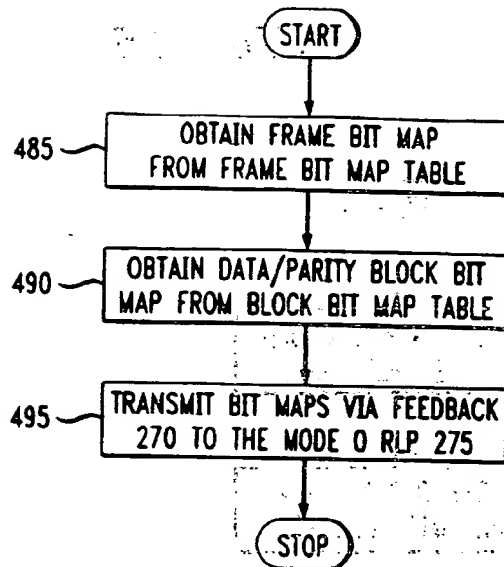 START
485
OBTAIN FRAME BIT MAP
FROM FRAME BIT MAP TABLE
490
OBTAIN DATA/PARITY BLOCK BIT
MAP FROM BLOCK BIT MAP TABLE
495
TRANSMIT BIT MAPS VIA FEEDBACK
270 TO THE MODE 0 RLP 275
STOP